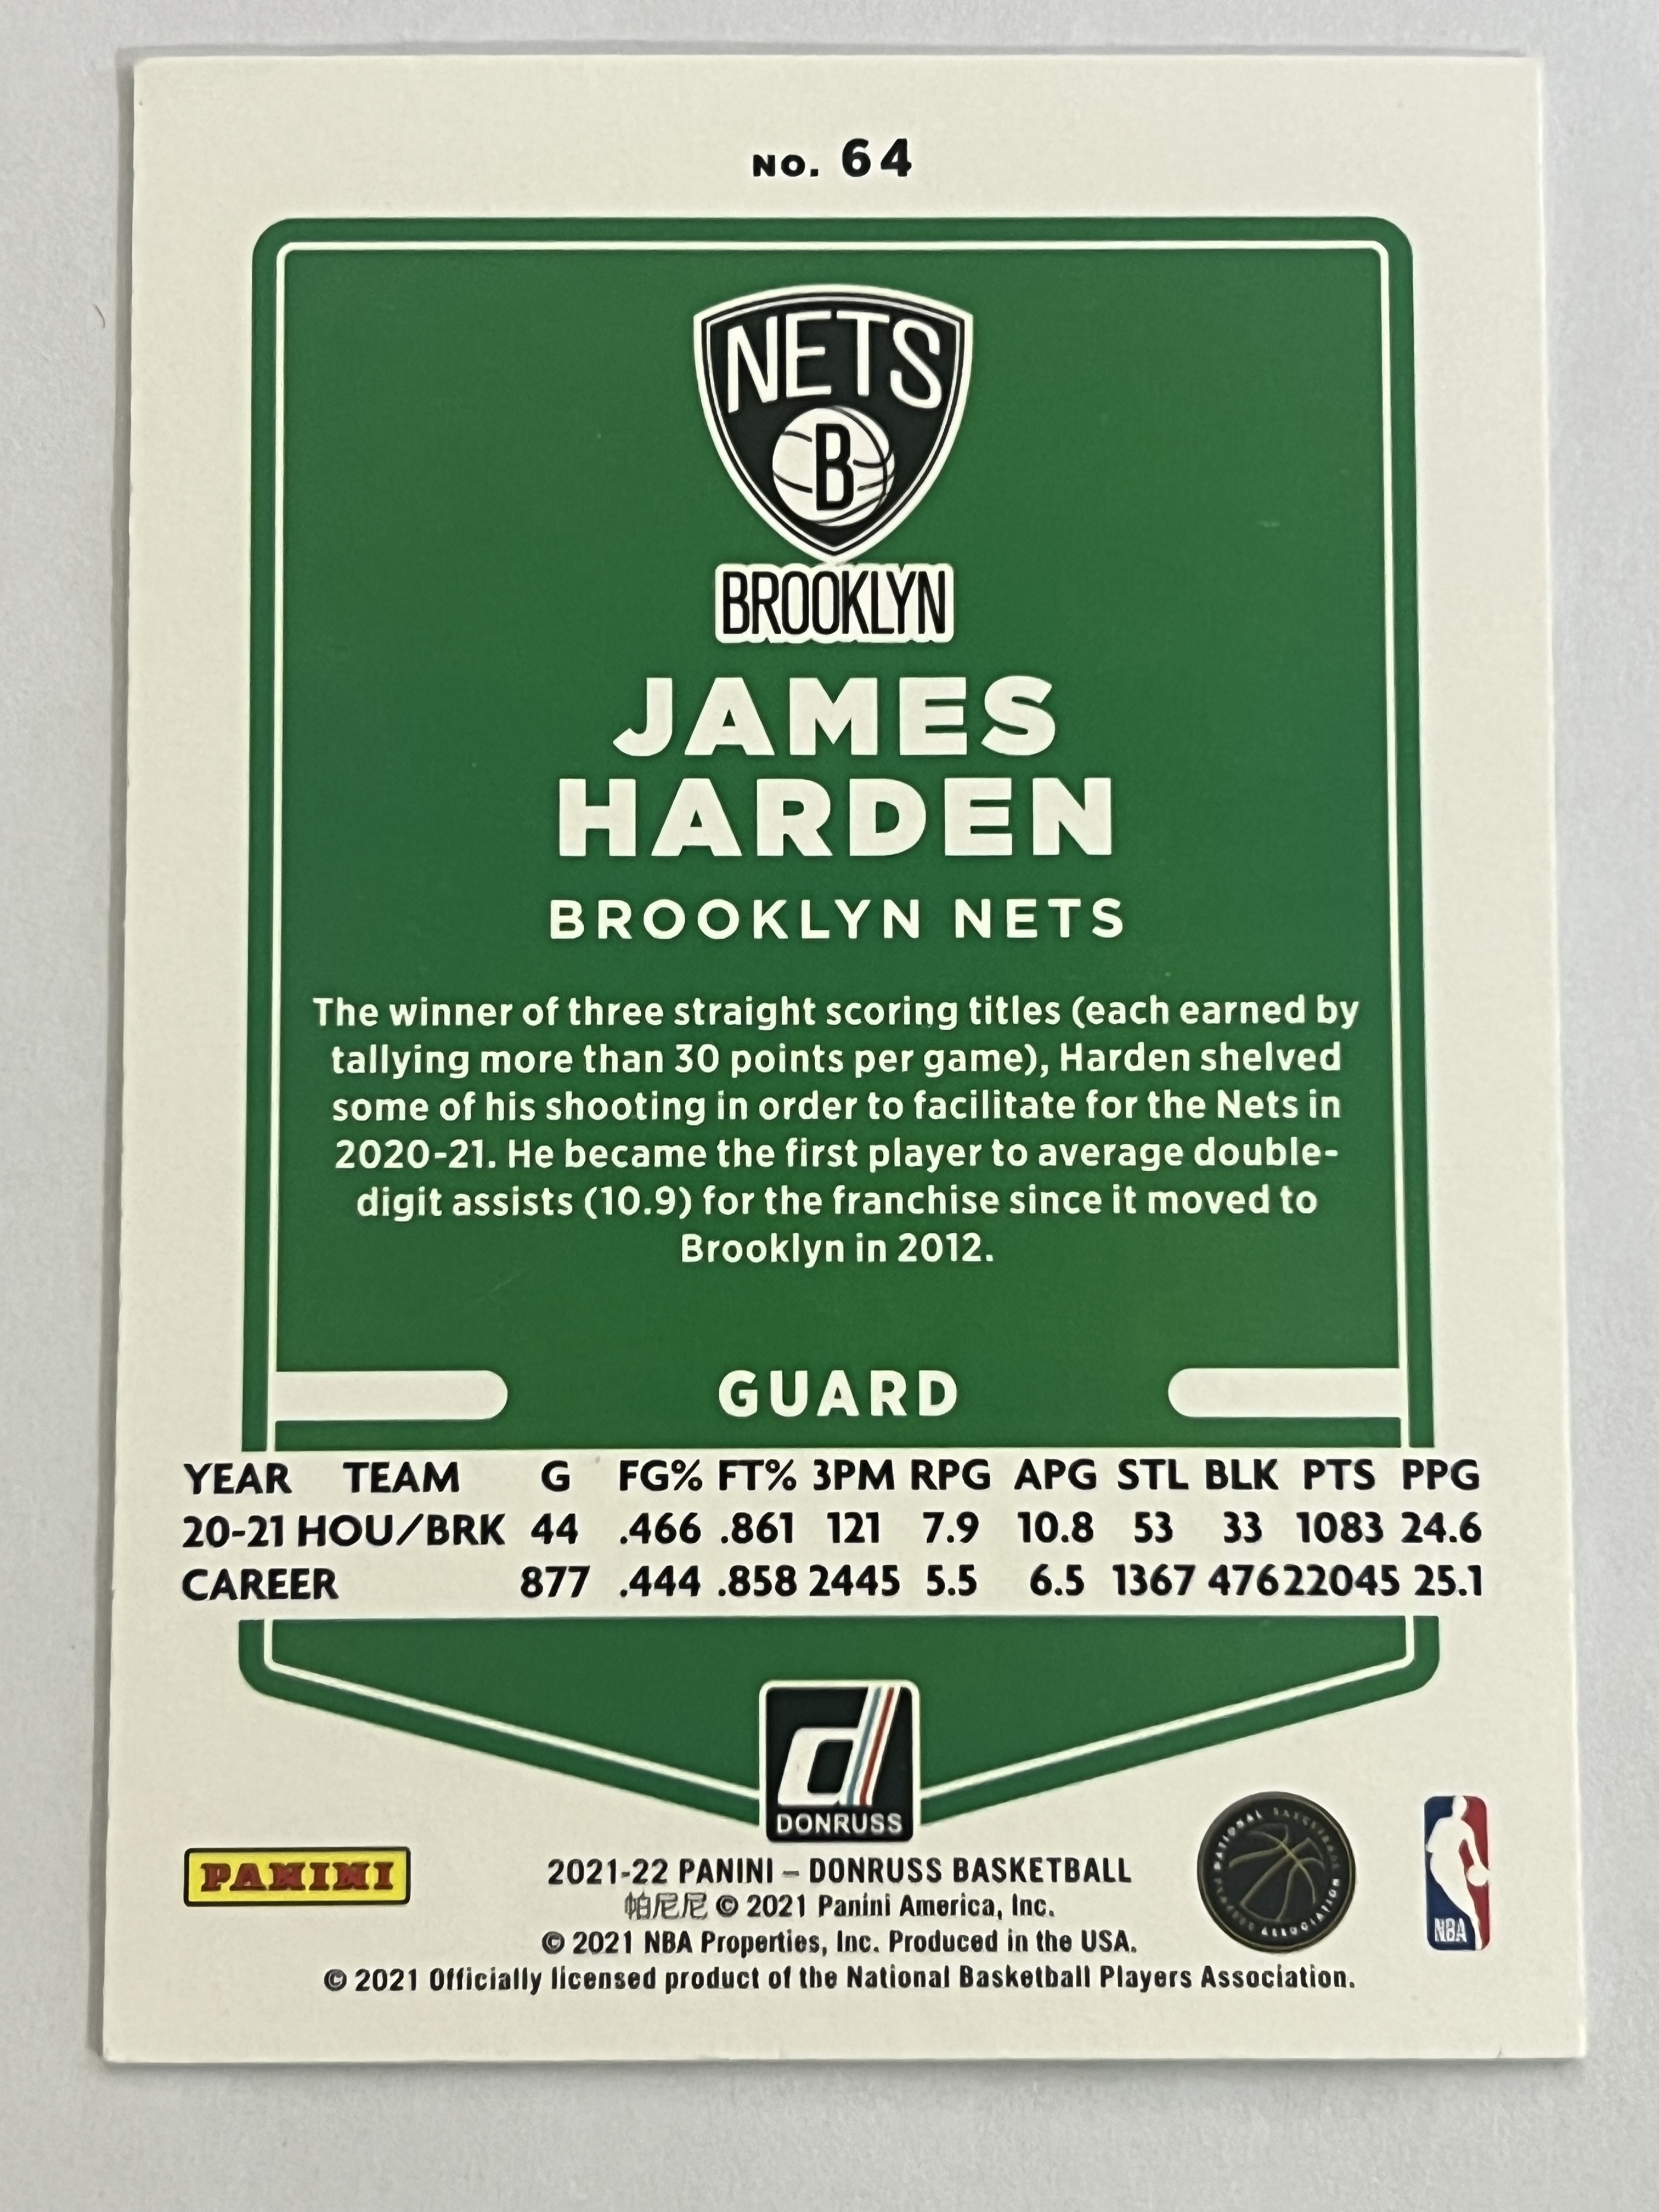 NO. 64
NETS
B
BROOKLYN
JAMES
HARDEN
BROOKLYN NETS
The winner of three straight scoring titles (each earned by
tallying more than 30 points per game), Harden shelved
some of his shooting in order to facilitate for the Nets in
2020-21. He became the first player to average double-
digit assists (10.9) for the franchise since it moved to
Brooklyn in 2012.
GUARD
YEAR TEAM G FG% FT% 3PM RPG APG STL BLK PTS PPG
20-21 HOU/BRK 44 .466 .861 121 7.9 10.8 53 33 1083 24.6
CAREER 877 .444 .858 2445 5.5 6.5 1367 476 22045 25.1
d
DONRUSS
PANINI
2021-22 PANINI – DONRUSS BASKETBALL
帕尼尼 © 2021 Panini America, Inc.
© 2021 NBA Properties, Inc. Produced in the USA.
© 2021 Officially licensed product of the National Basketball Players Association.
NATIONAL BASKETBALL PLAYERS ASSOCIATION
NBA